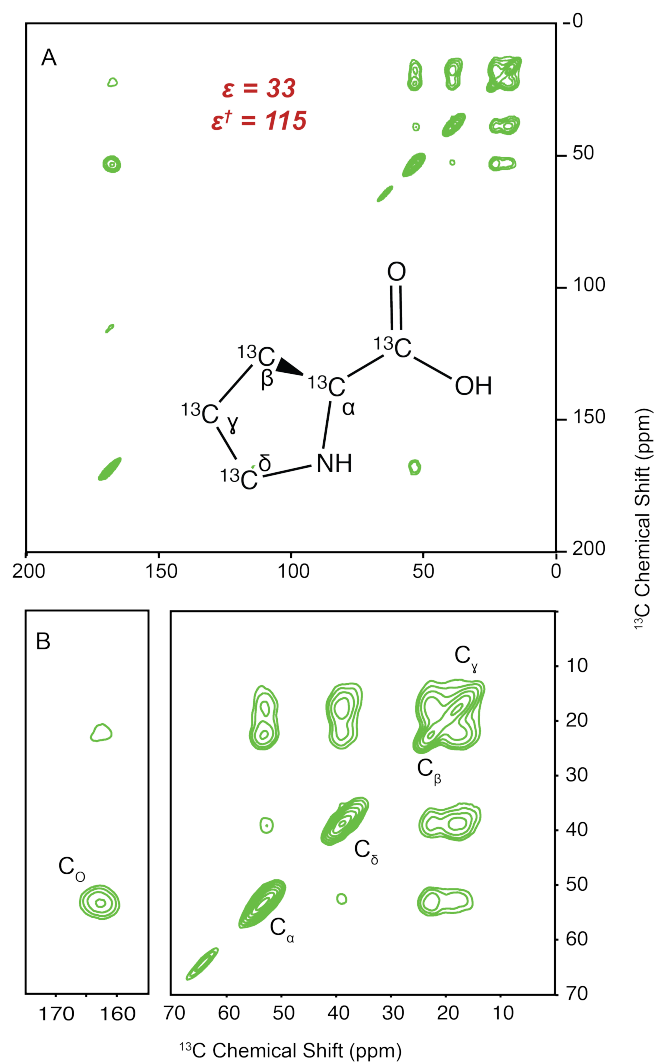 A
ε = 33
ε† = 115
-0
50
100
150
200
O
¹³C
OH
¹³C
β
¹³C
α
¹³C
γ
¹³C
δ
NH
200
150
100
50
0
¹³C Chemical Shift (ppm)
B
Cγ
Cβ
Cδ
Cα
CO
10
20
30
40
50
60
70
170
160
70
60
50
40
30
20
10
¹³C Chemical Shift (ppm)